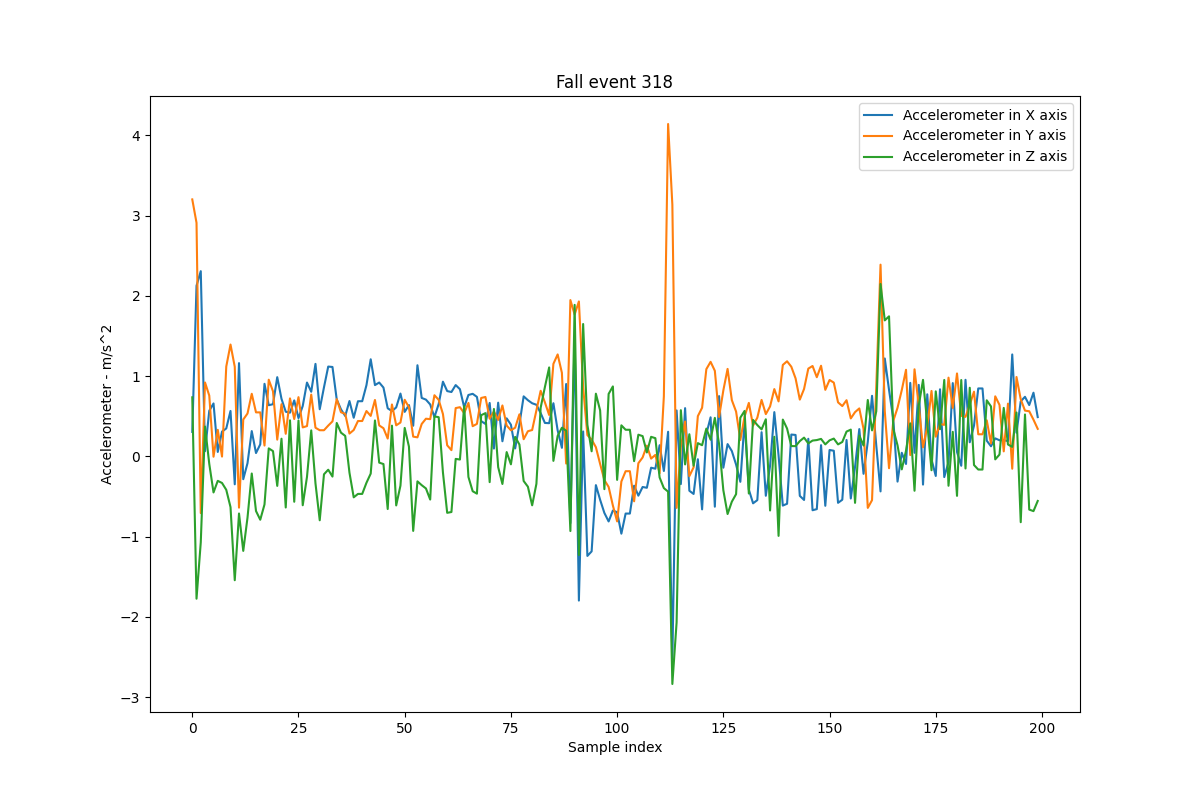 Fall event 318
Accelerometer in X axis
Accelerometer in Y axis
Accelerometer in Z axis
4
3
2
1
0
−1
−2
−3
Accelerometer - m/s^2
0 25 50 75 100 125 150 175 200
Sample index